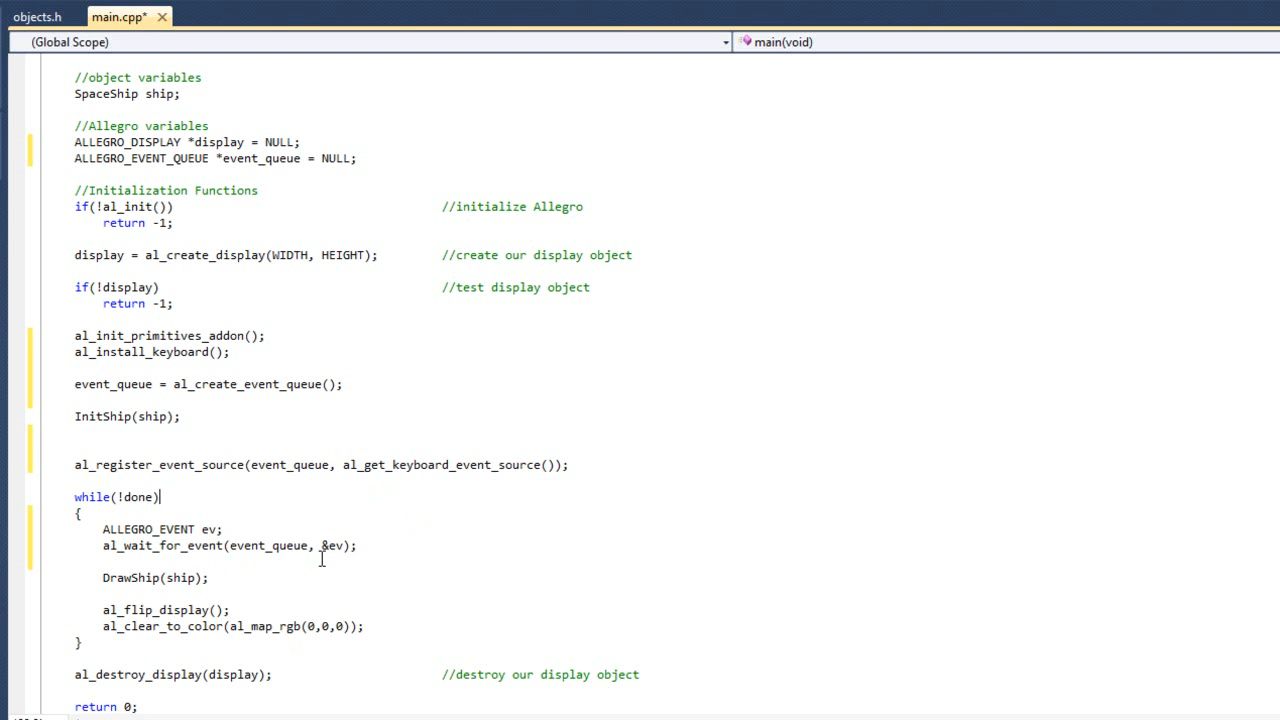 objects.h
main.cpp*
(Global Scope)
main(void)
//object variables
SpaceShip ship;
//Allegro variables
ALLEGRO_DISPLAY *display = NULL;
ALLEGRO_EVENT_QUEUE *event_queue = NULL;
//Initialization Functions
if(!al_init()) //initialize Allegro
return -1;
display = al_create_display(WIDTH, HEIGHT); //create our display object
if(!display) //test display object
return -1;
al_init_primitives_addon();
al_install_keyboard();
event_queue = al_create_event_queue();
InitShip(ship);
al_register_event_source(event_queue, al_get_keyboard_event_source());
while(!done)
{
ALLEGRO_EVENT ev;
al_wait_for_event(event_queue, &ev);
DrawShip(ship);
al_flip_display();
al_clear_to_color(al_map_rgb(0,0,0));
}
al_destroy_display(display); //destroy our display object
return 0;